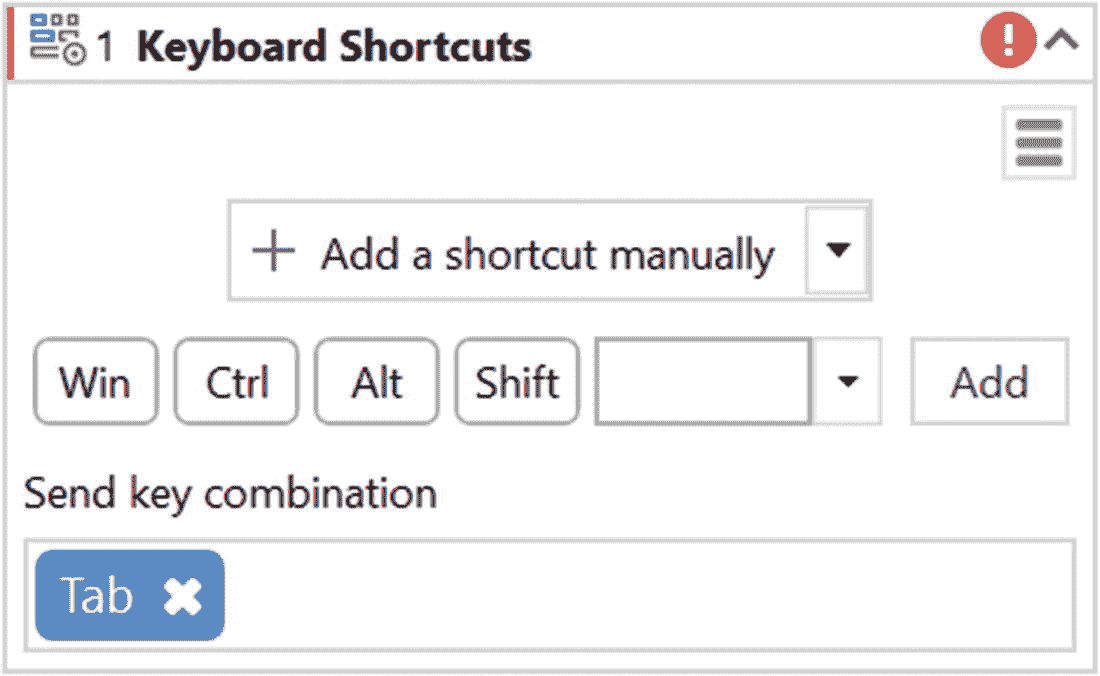 1 Keyboard Shortcuts
Add a shortcut manually
Win Ctrl Alt Shift Add
Send key combination
Tab